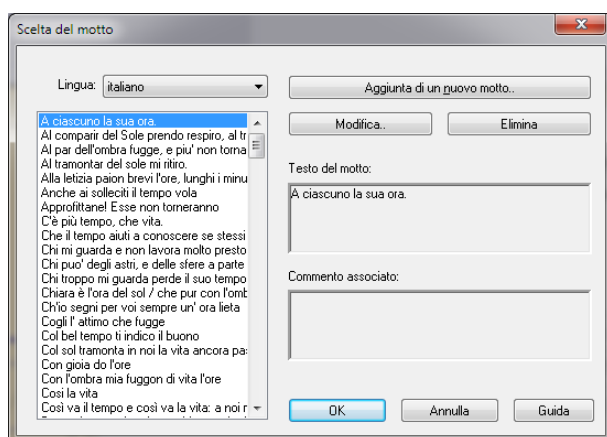 Scelta del motto
Lingua: italiano
Aggiunta di un nuovo motto..
Modifica..
Elimina
A ciascuno la sua ora.
Al comparir del Sole prendo respiro, al tr
Al par dell'ombra fugge, e piu' non torna
Al tramontar del sole mi ritiro.
Alla letizia paion brevi l'ore, lunghi i minu
Anche ai solleciti il tempo vola
Approfittane! Esse non torneranno
C'è più tempo, che vita.
Che il tempo aiuti a conoscere se stessi
Chi mi guarda e non lavora molto presto
Chi puo' degli astri, e delle sfere a parte
Chi troppo mi guarda perde il suo tempo
Chiara è l'ora del sol / che pur con l'omb
Ch'io segni per voi sempre un' ora lieta
Cogli l' attimo che fugge
Col bel tempo ti indico il buono
Col sol tramonta in noi la vita ancora pa
Con gioia do l'ore
Con l'ombra mia fuggon di vita l'ore
Cosi la vita
Così va il tempo e così va la vita: a noi r
Testo del motto:
A ciascuno la sua ora.
Commento associato:
OK
Annulla
Guida